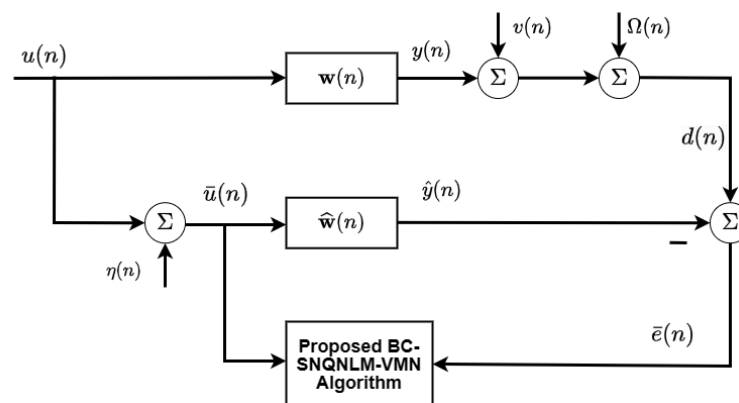 u(n)
w(n)
y(n)
v(n)
Ω(n)
Σ
Σ
d(n)
ū(n)
ŷ(n)
Σ
ŵ(n)
Σ
−
η(n)
Proposed BC-
SNQNLM-VMN
Algorithm
ē(n)